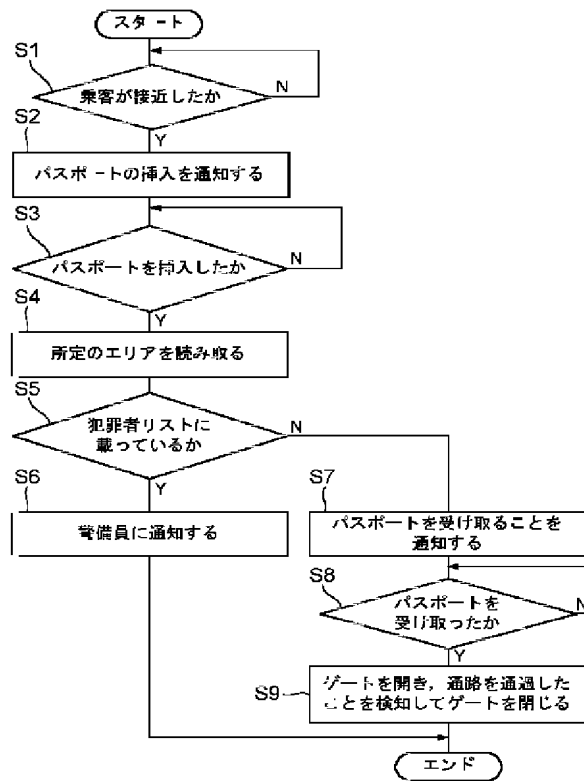 スタート
S1
乗客が接近したか
N
Y
S2
パスポートの挿入を通知する
S3
パスポートを挿入したか
N
Y
S4
所定のエリアを読み取る
S5
犯罪者リストに
載っているか
N
Y
S6
警備員に通知する
S7
パスポートを受け取ることを
通知する
S8
パスポートを
受け取ったか
N
Y
S9
ゲートを開き，通路を通過した
ことを検知してゲートを閉じる
エンド